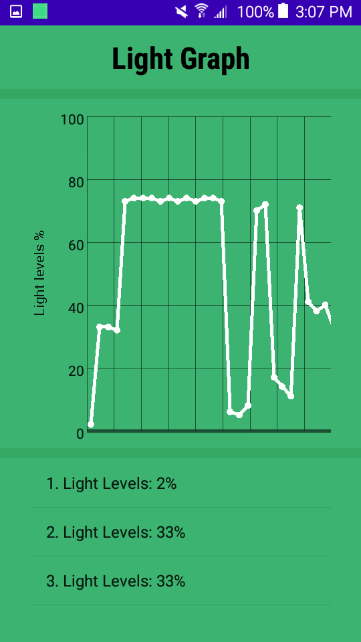 100% 3:07 PM
Light Graph
100
80
60
40
20
0
Light levels %
1. Light Levels: 2%
2. Light Levels: 33%
3. Light Levels: 33%